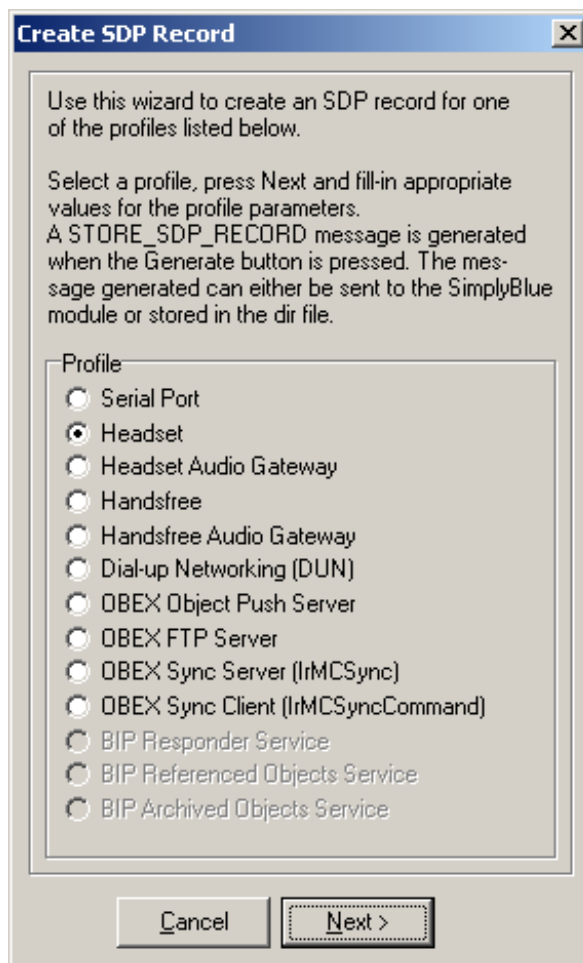 Create SDP Record
Use this wizard to create an SDP record for one
of the profiles listed below.
Select a profile, press Next and fill-in appropriate
values for the profile parameters.
A STORE_SDP_RECORD message is generated
when the Generate button is pressed. The mes-
sage generated can either be sent to the SimplyBlue
module or stored in the dir file.
Profile
Serial Port
Headset
Headset Audio Gateway
Handsfree
Handsfree Audio Gateway
Dial-up Networking (DUN)
OBEX Object Push Server
OBEX FTP Server
OBEX Sync Server (IrMCSync)
OBEX Sync Client (IrMCSyncCommand)
BIP Responder Service
BIP Referenced Objects Service
BIP Archived Objects Service
Cancel
Next >